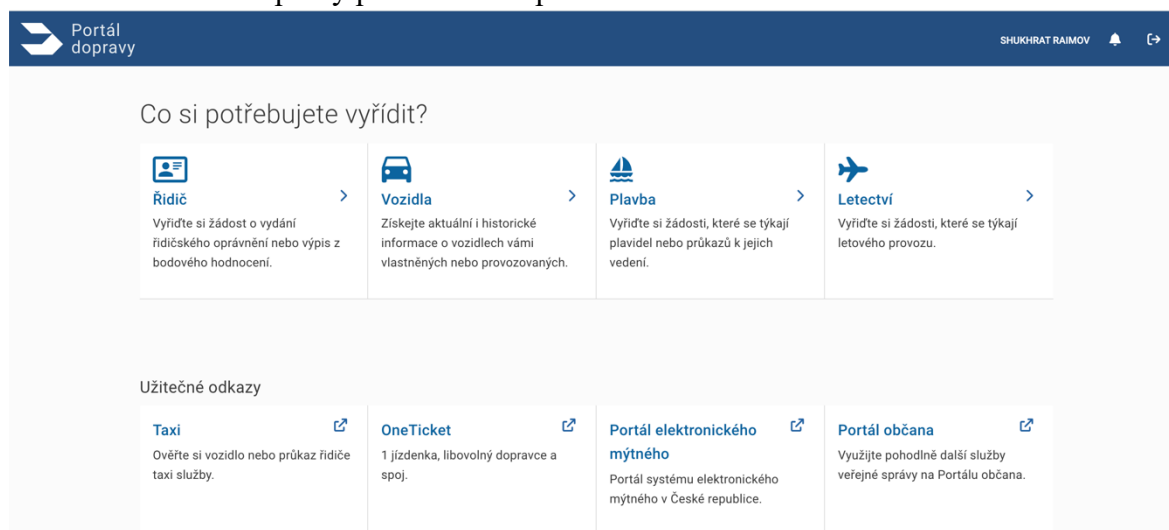 Portál
dopravy
SHUKHRAT RAIMOV
Co si potřebujete vyřídit?
Řidič
Vyřiďte si žádost o vydání
řidičského oprávnění nebo výpis z
bodového hodnocení.
Vozidla
Získejte aktuální i historické
informace o vozidlech vámi
vlastněných nebo provozovaných.
Plavba
Vyřiďte si žádosti, které se týkají
plavidel nebo průkazů k jejich
vedení.
Letectví
Vyřiďte si žádosti, které se týkají
letového provozu.
Užitečné odkazy
Taxi
Ověřte si vozidlo nebo průkaz řidiče
taxi služby.
OneTicket
1 jízdenka, libovolný dopravce a
spoj.
Portál elektronického
mýtného
Portál systému elektronického
mýtného v České republice.
Portál občana
Využijte pohodlně další služby
veřejné správy na Portálu občana.